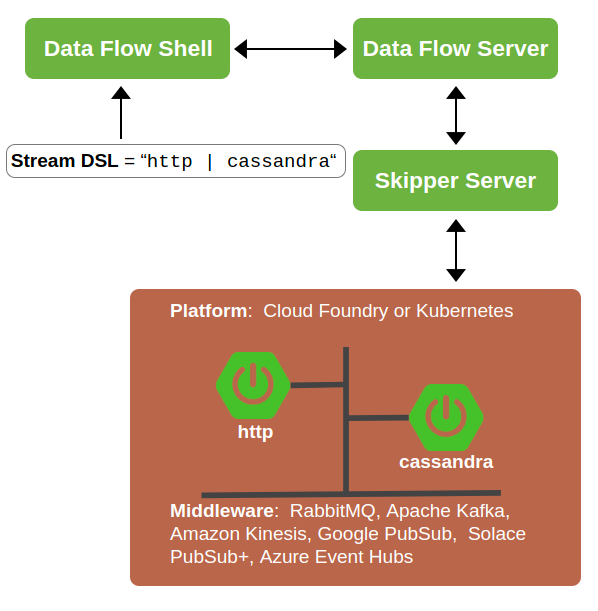 Data Flow Shell
Data Flow Server
Stream DSL = “http | cassandra“
Skipper Server
Platform:  Cloud Foundry or Kubernetes
http
cassandra
Middleware:  RabbitMQ, Apache Kafka,
Amazon Kinesis, Google PubSub,  Solace
PubSub+, Azure Event Hubs